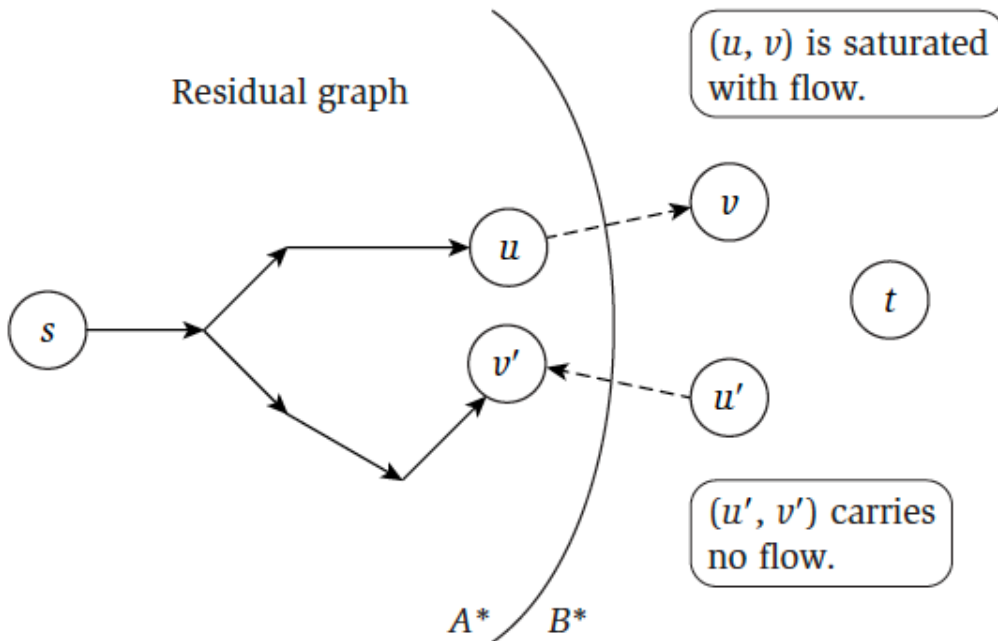 (u, v) is saturated
with flow.
Residual graph
v
u
t
s
v′
u′
(u′, v′) carries
no flow.
A* B*